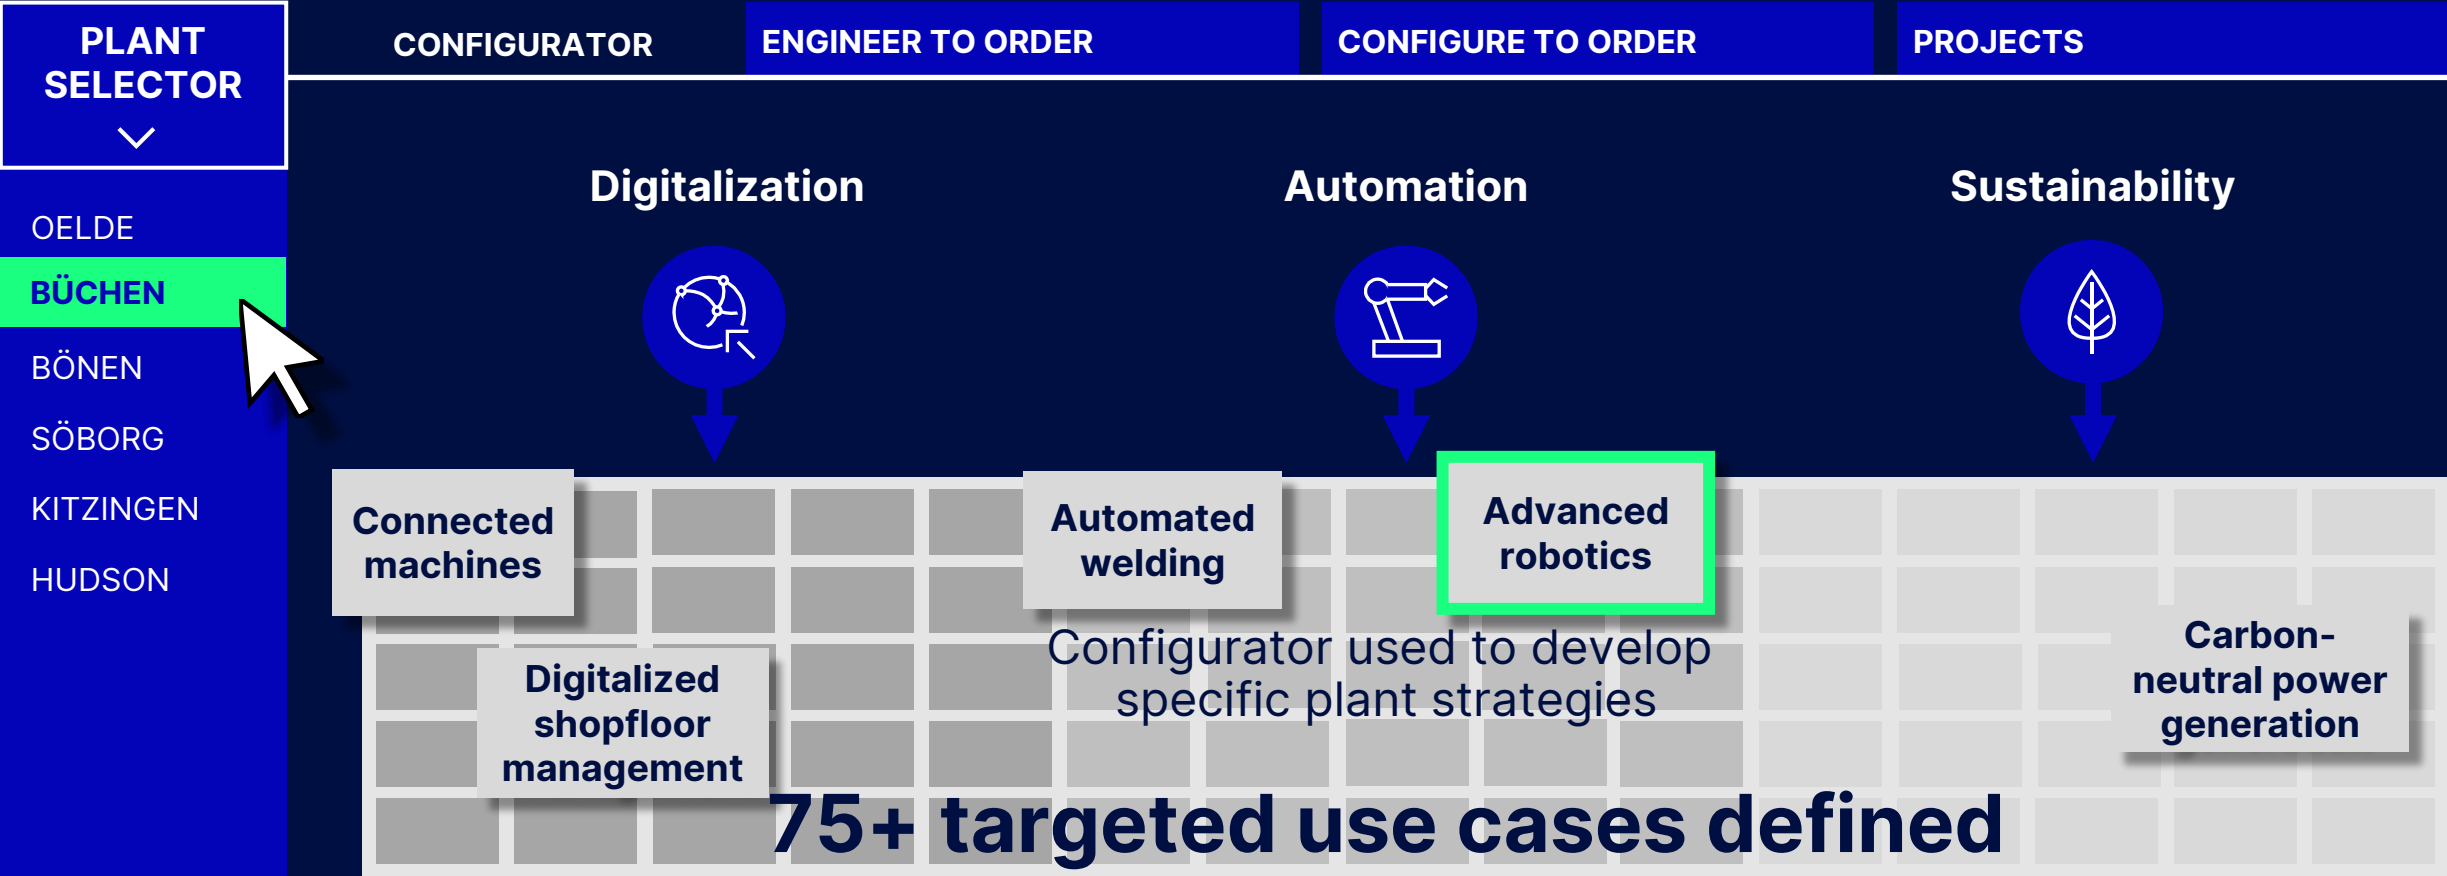 PLANT
SELECTOR
CONFIGURATOR
ENGINEER TO ORDER
CONFIGURE TO ORDER
PROJECTS
OELDE
BÜCHEN
BÖNEN
SÖBORG
KITZINGEN
HUDSON
Digitalization
Automation
Sustainability
Connected
machines
Digitalized
shopfloor
management
Automated
welding
Advanced
robotics
Configurator used to develop
specific plant strategies
Carbon-
neutral power
generation
75+ targeted use cases defined